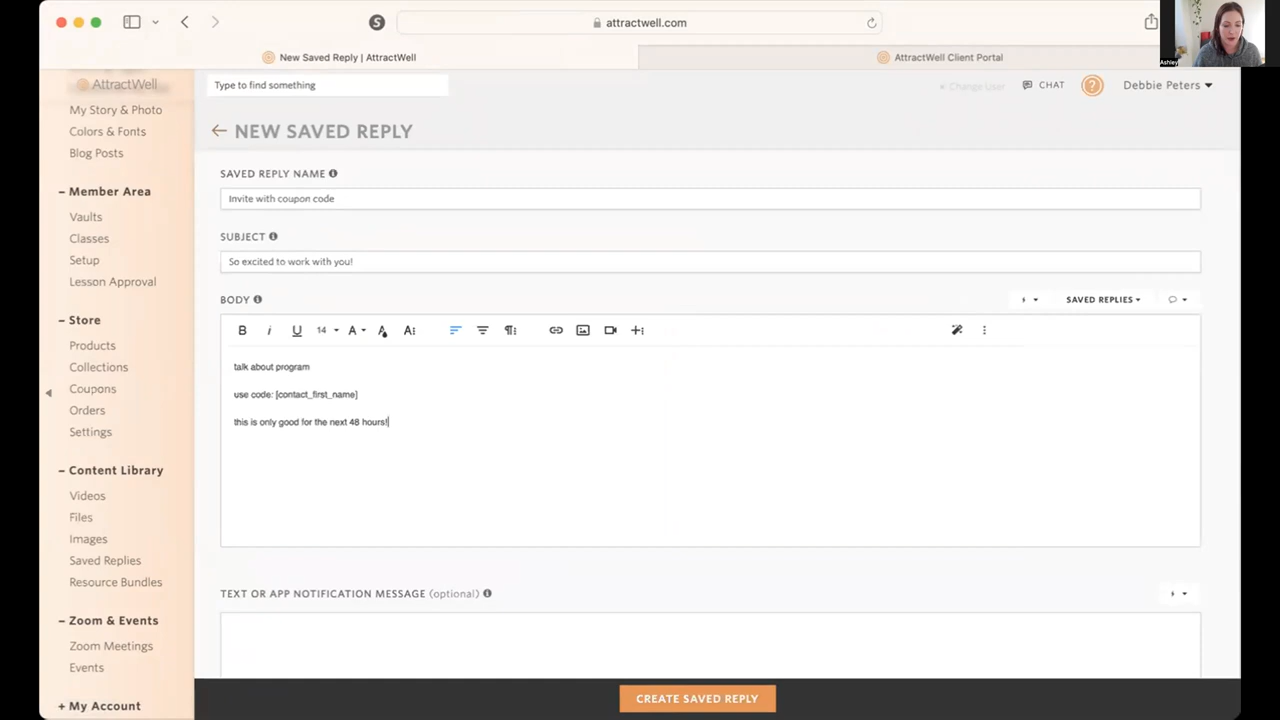 attractwell.com
New Saved Reply | AttractWell
AttractWell Client Portal
Ashley
AttractWell
Type to find something
Change User
CHAT
?
Debbie Peters
My Story & Photo
Colors & Fonts
Blog Posts
– Member Area
Vaults
Classes
Setup
Lesson Approval
– Store
Products
Collections
Coupons
Orders
Settings
– Content Library
Videos
Files
Images
Saved Replies
Resource Bundles
– Zoom & Events
Zoom Meetings
Events
+ My Account
NEW SAVED REPLY
SAVED REPLY NAME
Invite with coupon code
SUBJECT
So excited to work with you!
BODY
SAVED REPLIES
B i U 14 A A A
talk about program
use code: [contact_first_name]
this is only good for the next 48 hours!
TEXT OR APP NOTIFICATION MESSAGE (optional)
CREATE SAVED REPLY